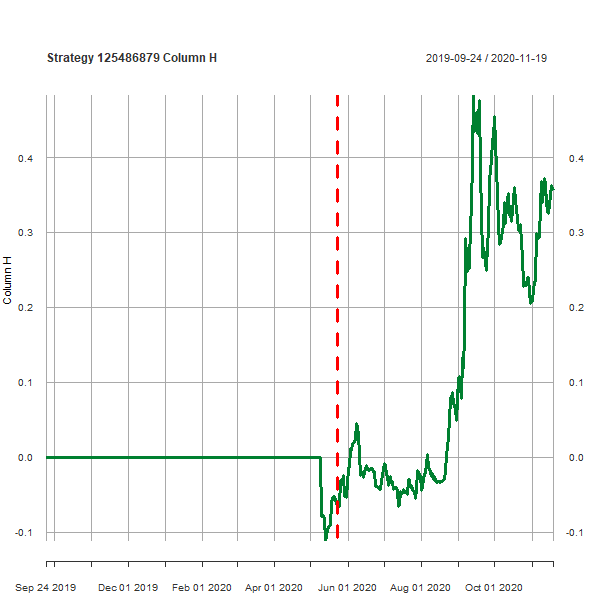 Strategy 125486879 Column H
2019-09-24 / 2020-11-19
0.4
0.4
0.3
0.3
0.2
0.2
0.1
0.1
0.0
0.0
-0.1
-0.1
Column H
Sep 24 2019
Dec 01 2019
Feb 01 2020
Apr 01 2020
Jun 01 2020
Aug 01 2020
Oct 01 2020